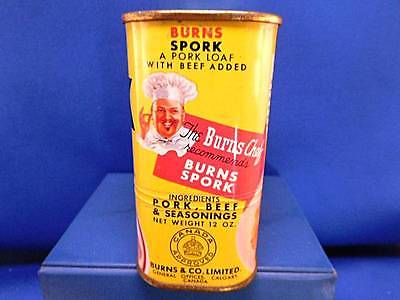 BURNS
SPORK
A PORK LOAF
WITH BEEF ADDED
The Burns Chef
recommends
BURNS
SPORK
INGREDIENTS
PORK, BEEF
& SEASONINGS
NET WEIGHT 12 OZ.
CANADA
APPROVED
BURNS & CO. LIMITED
GENERAL OFFICES, CALGARY
CANADA